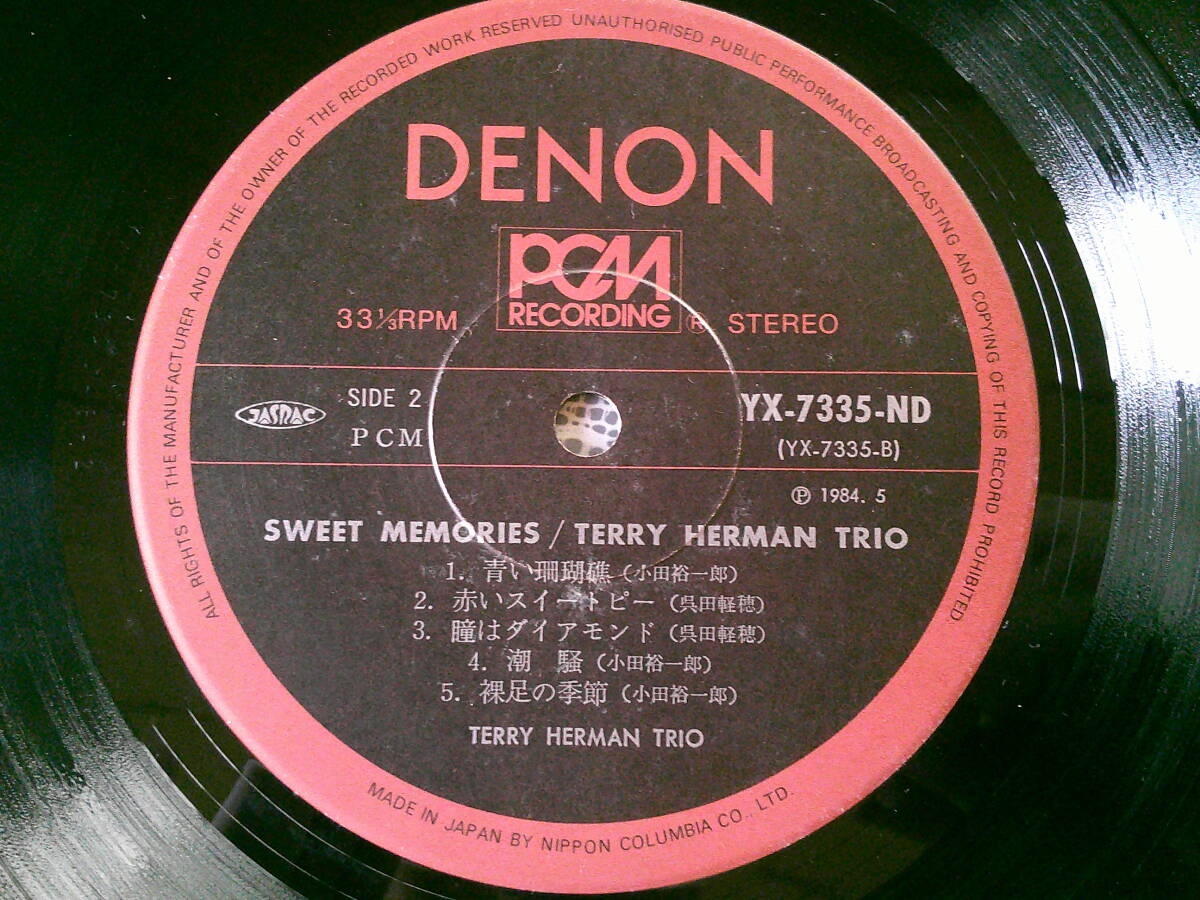 ALL RIGHTS OF THE MANUFACTURER AND OF THE OWNER OF THE RECORDED WORK RESERVED UNAUTHORISED PUBLIC PERFORMANCE BROADCASTING AND COPYING OF THIS RECORD PROHIBITED.
DENON
PCM
RECORDING
33⅓RPM ® STEREO
JASRAC
SIDE 2
PCM
YX-7335-ND
(YX-7335-B)
Ⓟ 1984. 5
SWEET MEMORIES / TERRY HERMAN TRIO
1. 青い珊瑚礁 (小田裕一郎)
2. 赤いスイートピー (呉田軽穂)
3. 瞳はダイアモンド (呉田軽穂)
4. 潮 騒 (小田裕一郎)
5. 裸足の季節 (小田裕一郎)
TERRY HERMAN TRIO
MADE IN JAPAN BY NIPPON COLUMBIA CO., LTD.